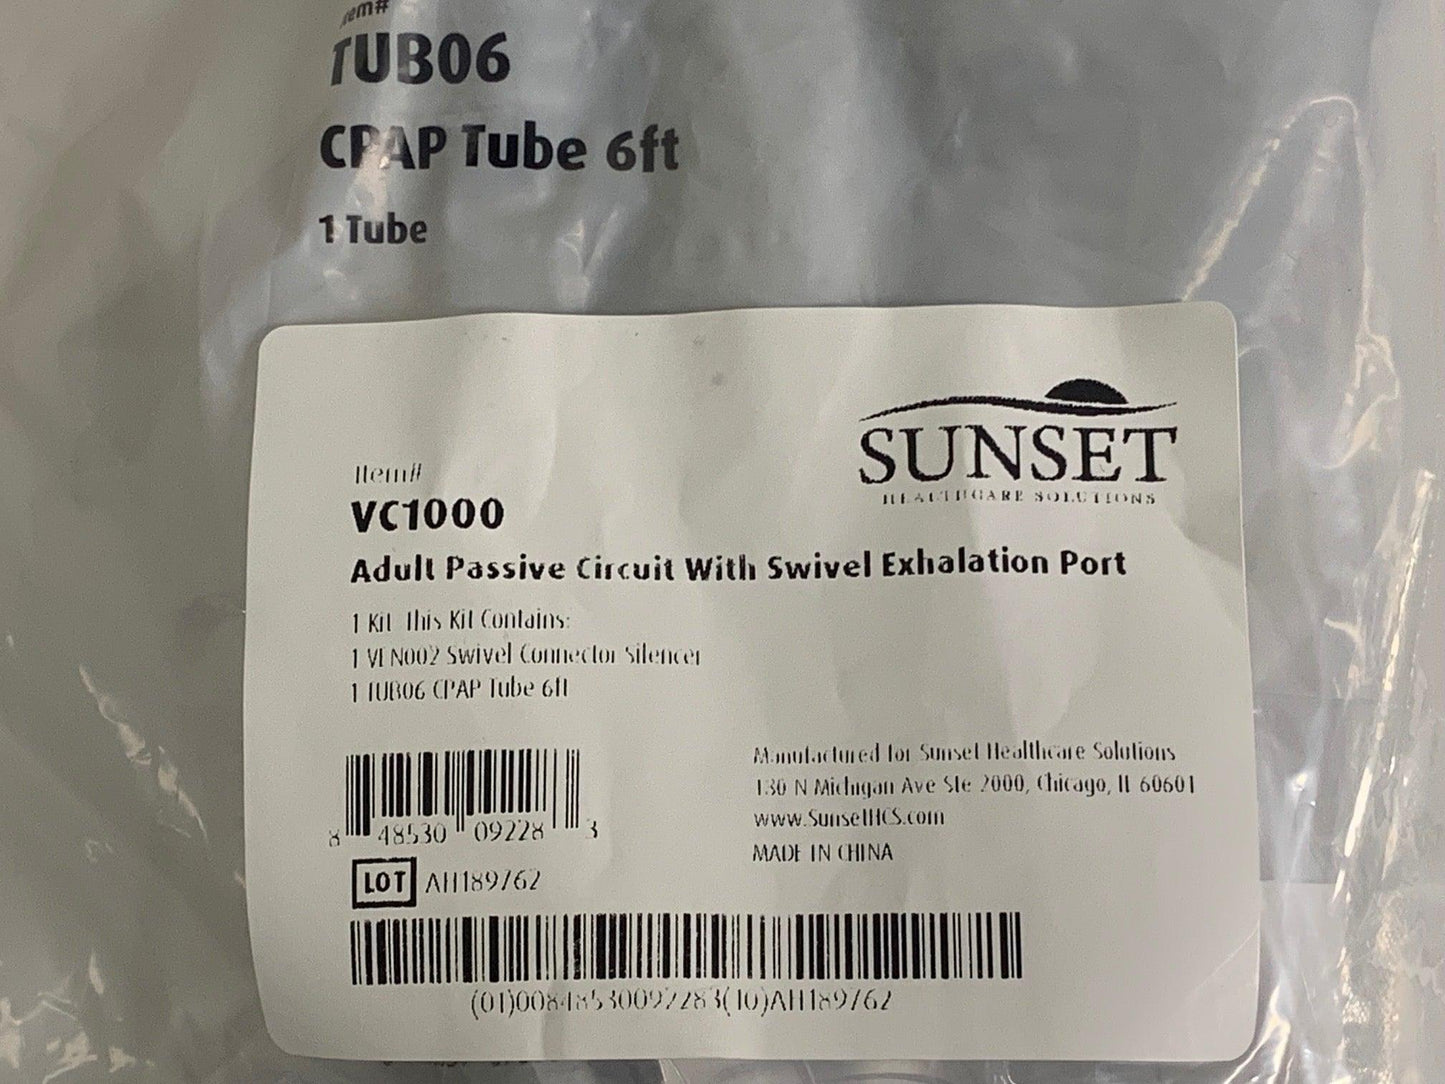 Item#
TUB06
CPAP Tube 6ft
1 Tube
SUNSET
HEALTHCARE SOLUTIONS
Item#
VC1000
Adult Passive Circuit With Swivel Exhalation Port
1 Kit This Kit Contains:
1 VEN002 Swivel Connector Silencer
1 TUB06 CPAP Tube 6ft
8 48530 09228 3
Manufactured for Sunset Healthcare Solutions
130 N Michigan Ave Ste 2000, Chicago, IL 60601
www.SunsetHCS.com
MADE IN CHINA
LOT AH189762
(01)00848530092283(10)AH189762